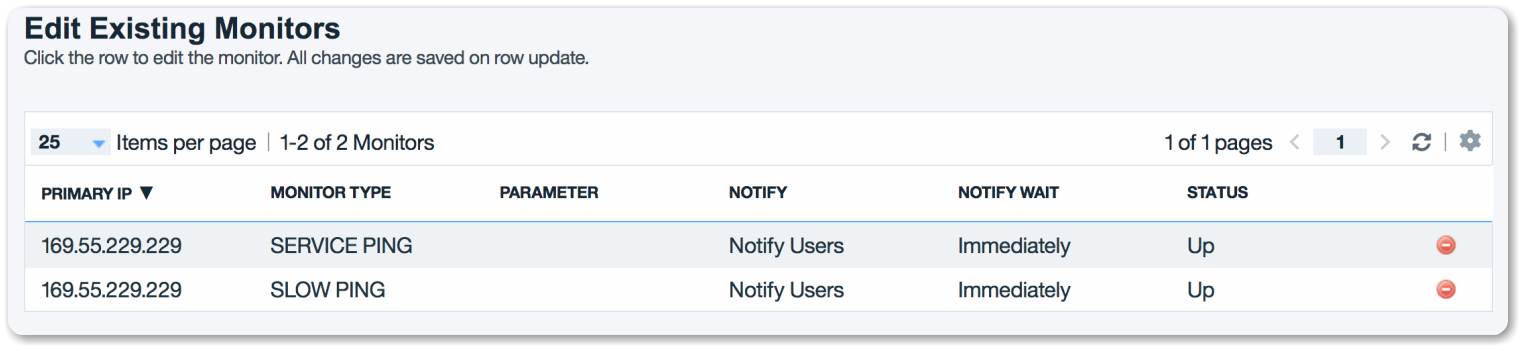 Edit Existing Monitors
Click the row to edit the monitor. All changes are saved on row update.
25 Items per page | 1-2 of 2 Monitors 1 of 1 pages 1
PRIMARY IP ▼ MONITOR TYPE PARAMETER NOTIFY NOTIFY WAIT STATUS
169.55.229.229 SERVICE PING Notify Users Immediately Up
169.55.229.229 SLOW PING Notify Users Immediately Up